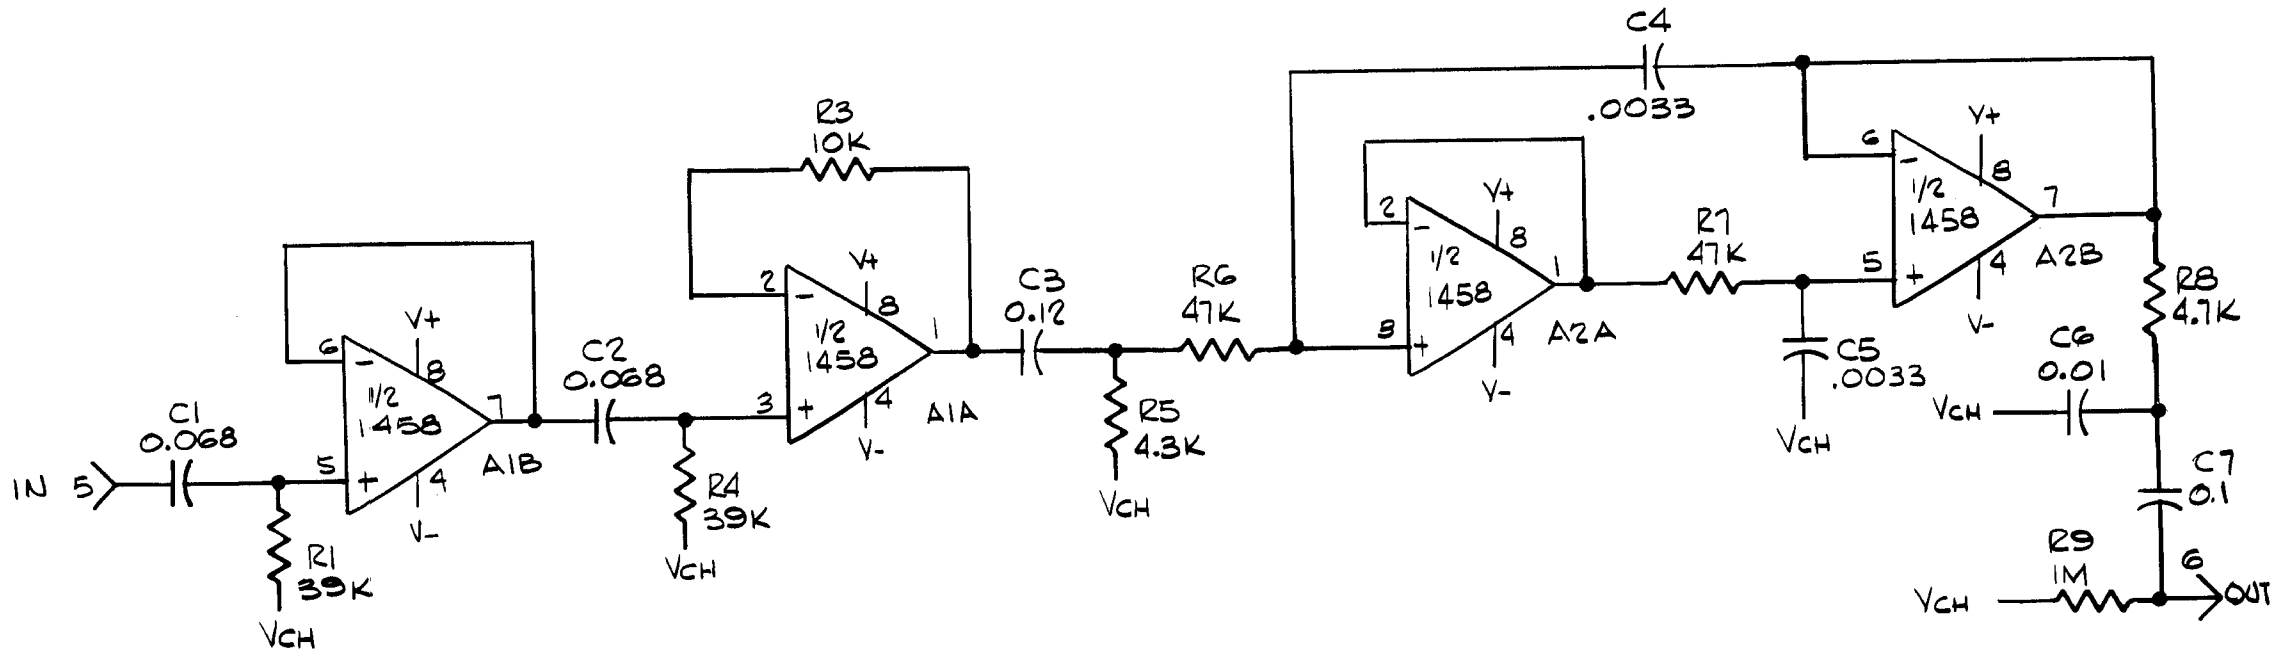 C4
.0033
R3
10K
V+
6
-
8
1/2
1458
7
5
+
4
A2B
V-
V+
2
-
8
1/2
1458
1
3
+
4
A2A
V-
R7
47K
C5
.0033
VCH
R8
4.7K
C6
0.01
VCH
C7
0.1
R9
1M
VCH
6
OUT
V+
2
-
8
1/2
1458
1
3
+
4
A1A
V-
C3
0.12
R6
47K
R5
4.3K
VCH
V+
6
-
8
1/2
1458
7
5
+
4
A1B
V-
C2
0.068
R4
39K
VCH
C1
0.068
IN 5
R1
39K
VCH